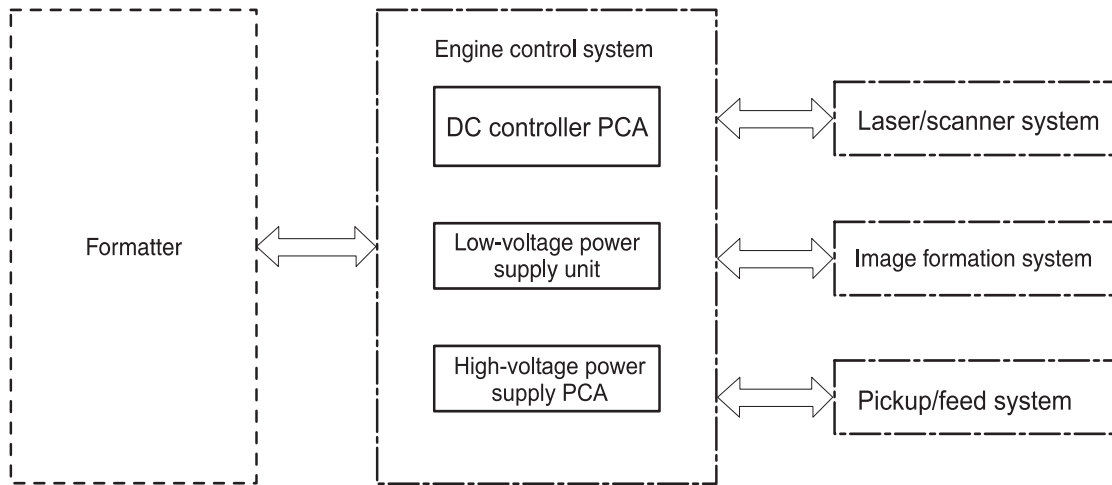 Formatter
Engine control system
DC controller PCA
Low-voltage power
supply unit
High-voltage power
supply PCA
Laser/scanner system
Image formation system
Pickup/feed system